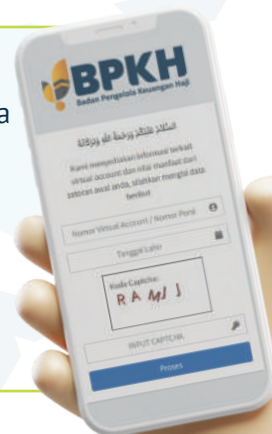 a
BPKH
Badan Pengelola Keuangan Haji
السلام عليكم ورحمة الله وبركاته
Kami menyediakan informasi terkait
virtual account dan nilai manfaat dari
setoran awal anda, silahkan mengisi data
berikut
Nomor Virtual Account / Nomor Porsi
Tanggal Lahir
Kode Captcha:
INPUT CAPTCHA
Proses